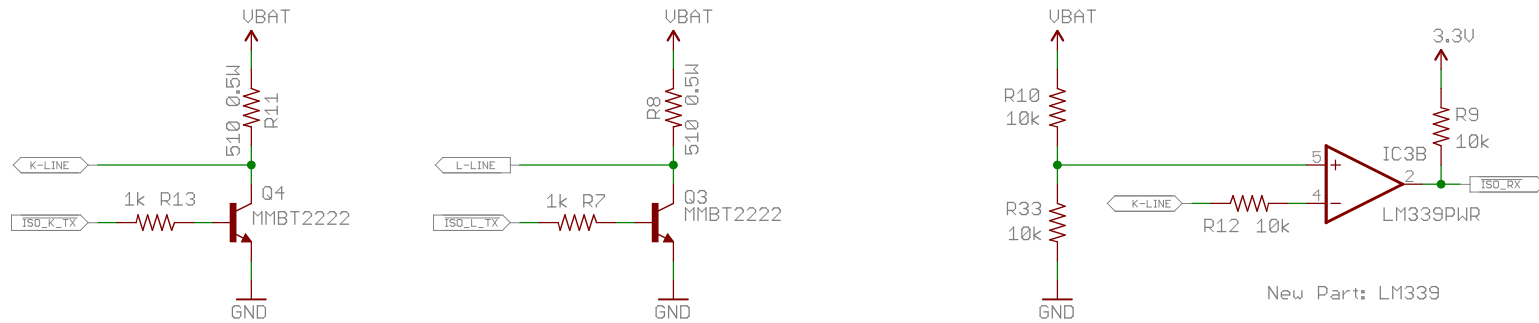 VBAT
510 0.5W
R11
K-LINE
1k R13
ISO_K_TX
Q4
MMBT2222
GND
VBAT
R8
510 0.5W
L-LINE
1k R7
ISO_L_TX
Q3
MMBT2222
GND
VBAT
R10
10k
R33
10k
GND
K-LINE
R12 10k
5
4
2
IC3B
LM339PWR
3.3V
R9
10k
ISO_RX
New Part: LM339